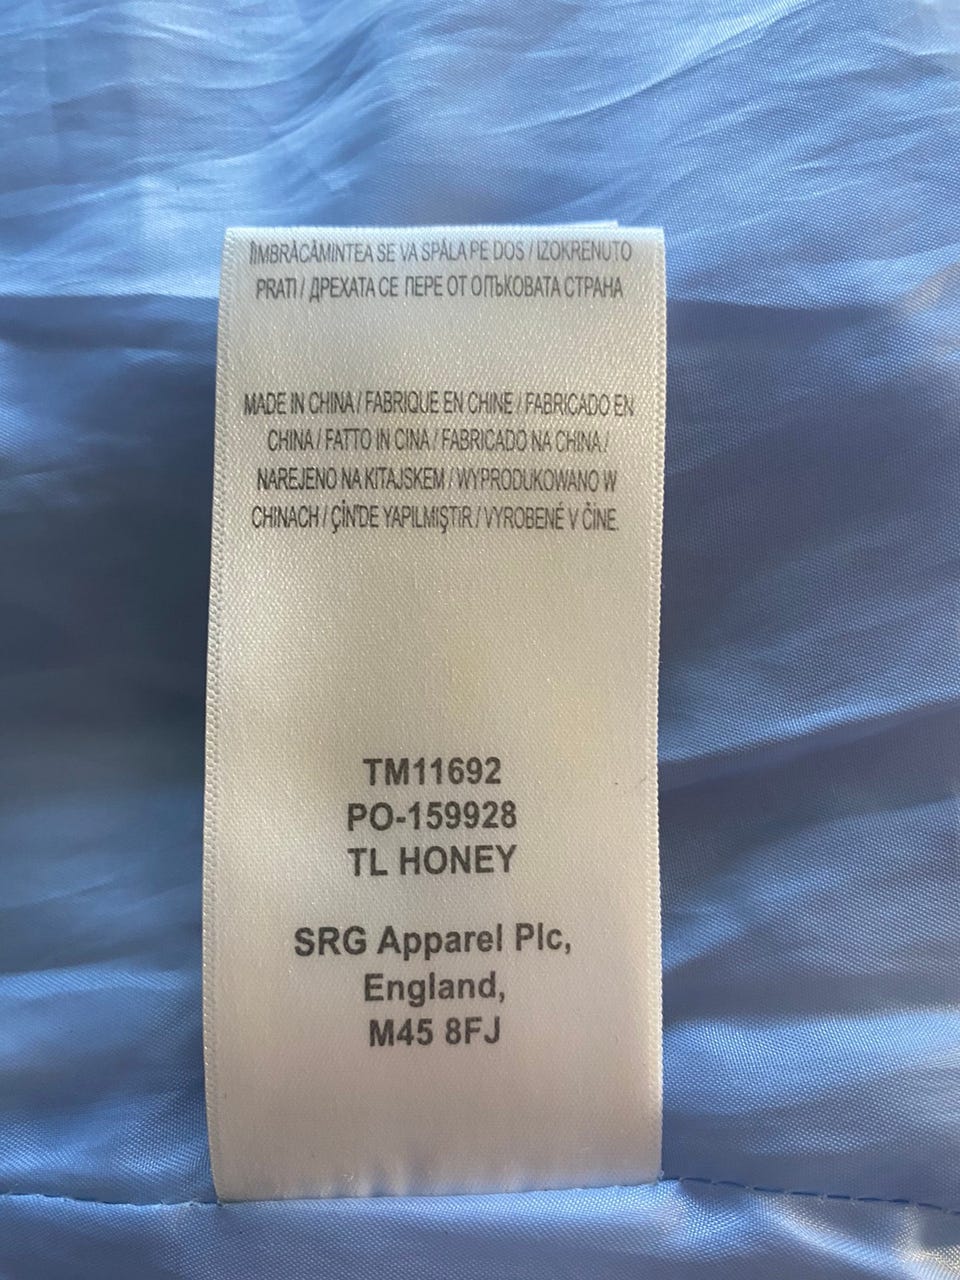 ÎMBRĂCĂMINTEA SE VA SPĂLA PE DOS / IZOKRENUTO
PRATI / ДРЕХАТА СЕ ПЕРЕ ОТ ОПЪКОВАТА СТРАНА
MADE IN CHINA / FABRIQUE EN CHINE / FABRICADO EN
CHINA / FATTO IN CINA / FABRICADO NA CHINA /
NAREJENO NA KITAJSKEM / WYPRODUKOWANO W
CHINACH / ÇİN'DE YAPILMIŞTIR / VYROBENÉ V ČINE.
TM11692
PO-159928
TL HONEY
SRG Apparel Plc,
England,
M45 8FJ